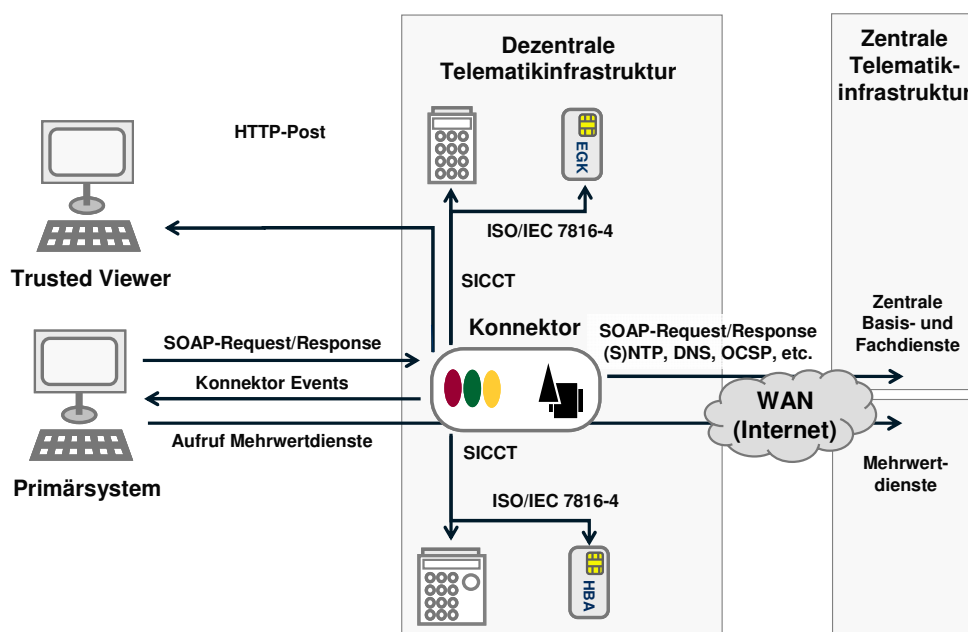 Dezentrale
Telematikinfrastruktur
Zentrale
Telematik-
infrastruktur
HTTP-Post
EGK
ISO/IEC 7816-4
Trusted Viewer
SICCT
Konnektor
SOAP-Request/Response
(S)NTP, DNS, OCSP, etc.
Zentrale
Basis- und
Fachdienste
SOAP-Request/Response
Konnektor Events
Aufruf Mehrwertdienste
WAN
(Internet)
SICCT
Primärsystem
Mehrwert-
dienste
ISO/IEC 7816-4
HBA